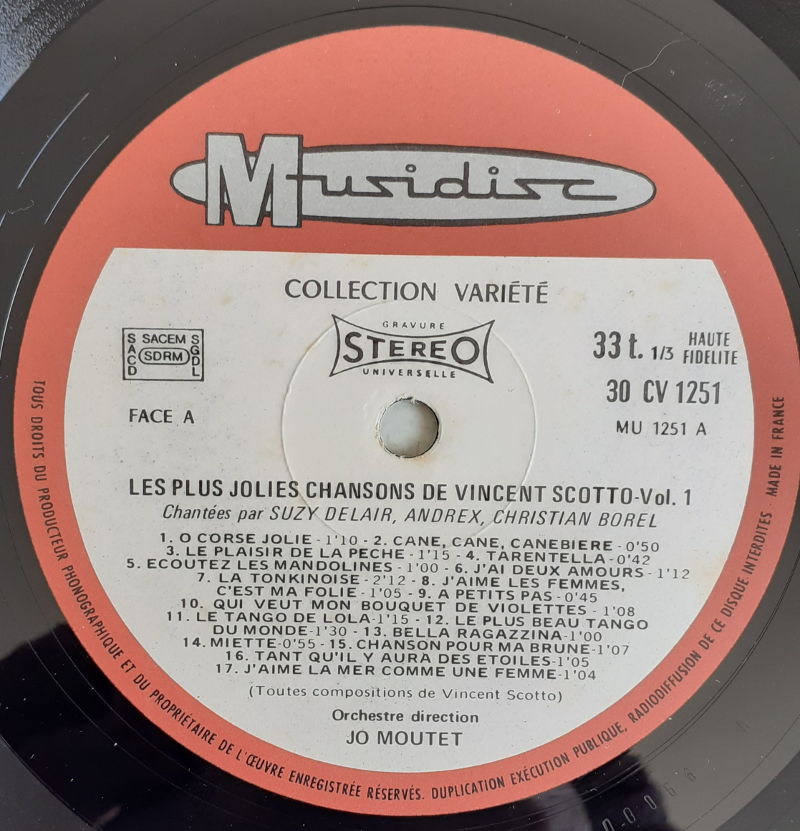 Musidisc
COLLECTION VARIÉTÉ
GRAVURE
STEREO
UNIVERSELLE
SACEM
SACD
SDRM
SGDL
33 t. 1/3 HAUTE FIDELITE
30 CV 1251
MU 1251 A
FACE A
LES PLUS JOLIES CHANSONS DE VINCENT SCOTTO-Vol. 1
Chantées par SUZY DELAIR, ANDREX, CHRISTIAN BOREL
1. O CORSE JOLIE - 1'10 - 2. CANE, CANE, CANEBIERE - 0'50
3. LE PLAISIR DE LA PECHE - 1'15 - 4. TARENTELLA - 0'42
5. ECOUTEZ LES MANDOLINES - 1'00 - 6. J'AI DEUX AMOURS - 1'12
7. LA TONKINOISE - 2'12 - 8. J'AIME LES FEMMES,
C'EST MA FOLIE - 1'05 - 9. A PETITS PAS - 0'45
10. QUI VEUT MON BOUQUET DE VIOLETTES - 1'08
11. LE TANGO DE LOLA - 1'15 - 12. LE PLUS BEAU TANGO
DU MONDE - 1'30 - 13. BELLA RAGAZZINA - 1'00
14. MIETTE - 0'55 - 15. CHANSON POUR MA BRUNE - 1'07
16. TANT QU'IL Y AURA DES ETOILES - 1'05
17. J'AIME LA MER COMME UNE FEMME - 1'04
(Toutes compositions de Vincent Scotto)
Orchestre direction
JO MOUTET
TOUS DROITS DU PRODUCTEUR PHONOGRAPHIQUE ET DU PROPRIÉTAIRE DE L'ŒUVRE ENREGISTRÉE RÉSERVÉS. DUPLICATION EXÉCUTION PUBLIQUE, RADIODIFFUSION DE CE DISQUE INTERDITES - MADE IN FRANCE